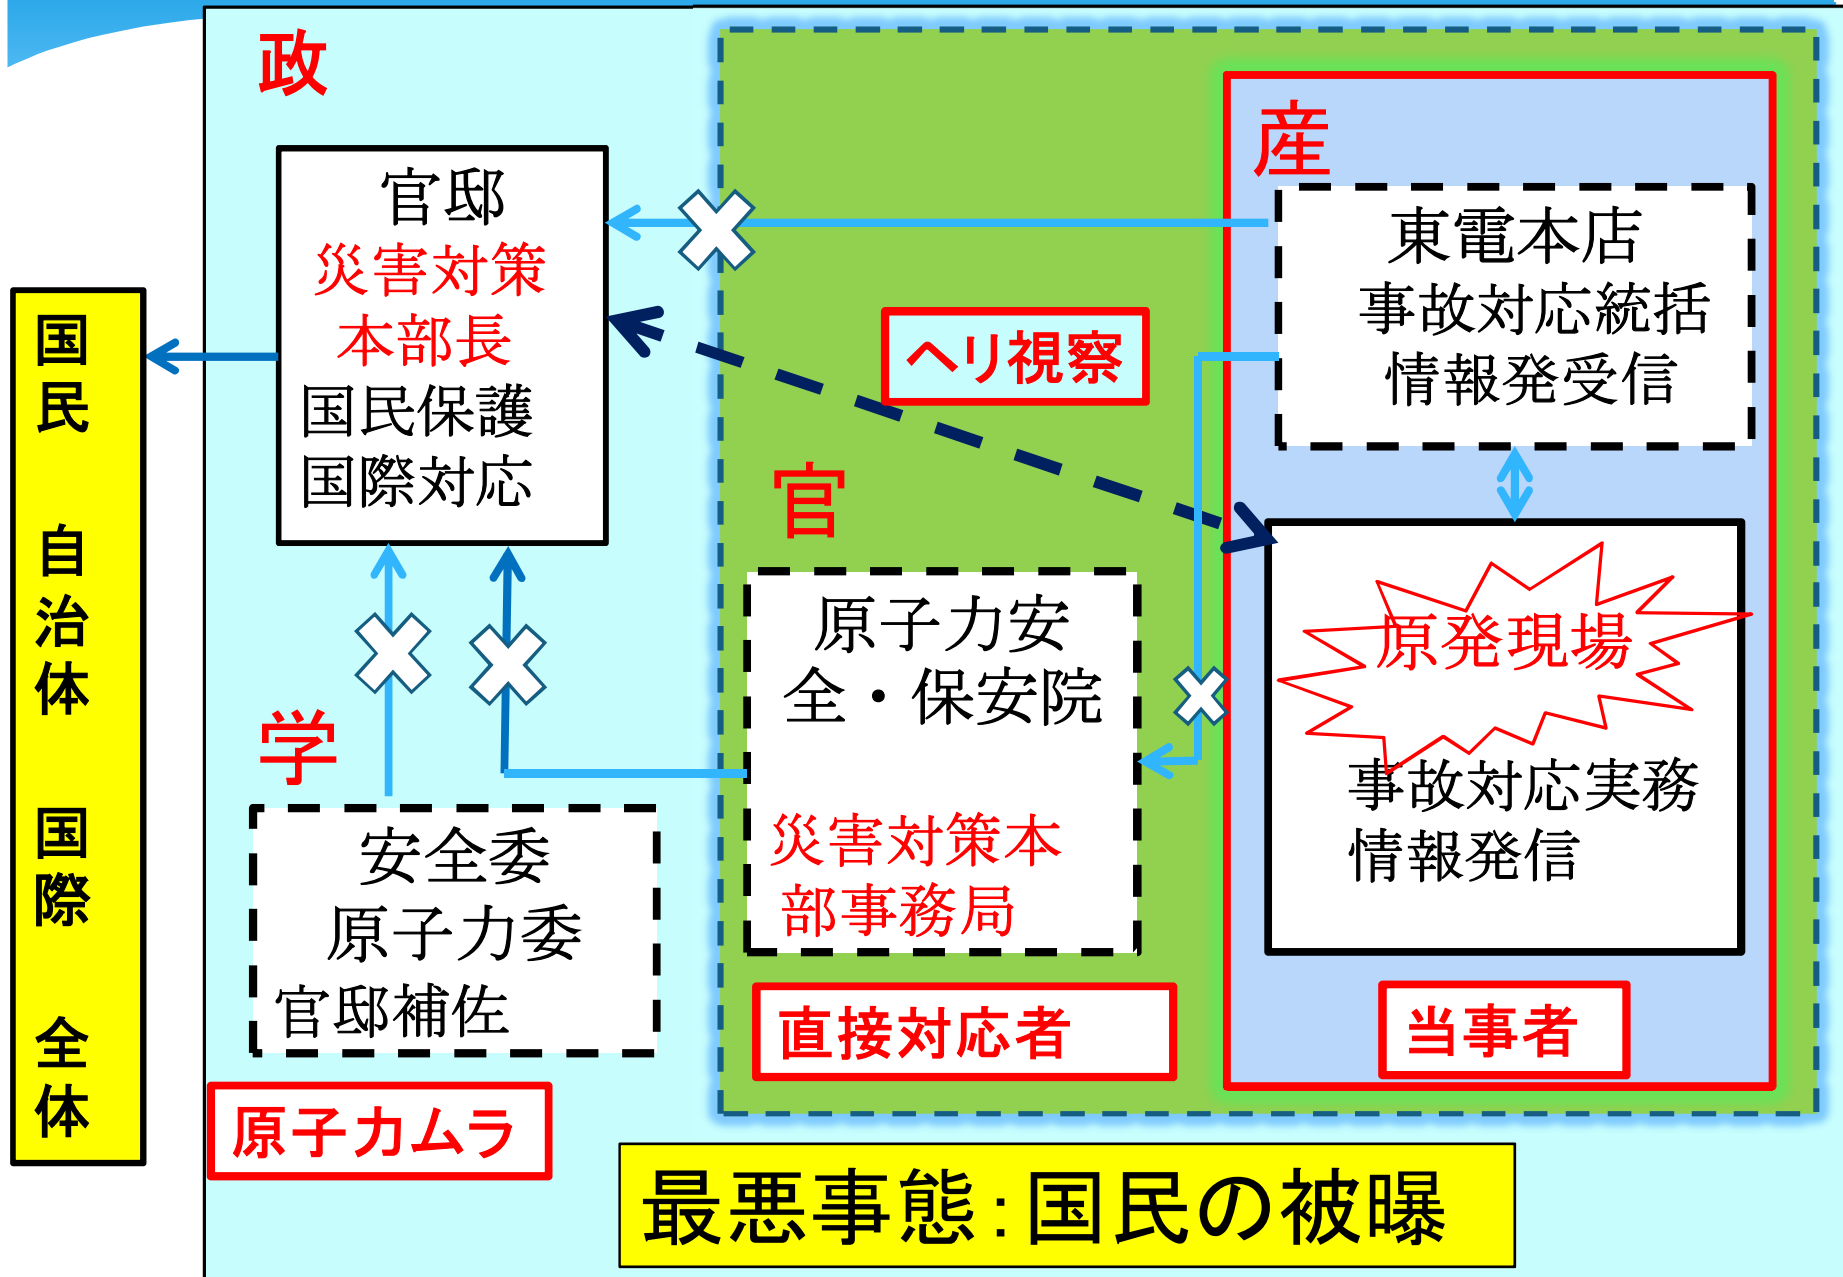 政
官邸
災害対策
本部長
国民保護
国際対応
国民 自治体 国際 全体
学
安全委
原子力委
官邸補佐
原子力ムラ
ヘリ視察
官
原子力安
全・保安院
災害対策本
部事務局
直接対応者
産
東電本店
事故対応統括
情報発受信
原発現場
事故対応実務
情報発信
当事者
最悪事態:国民の被曝